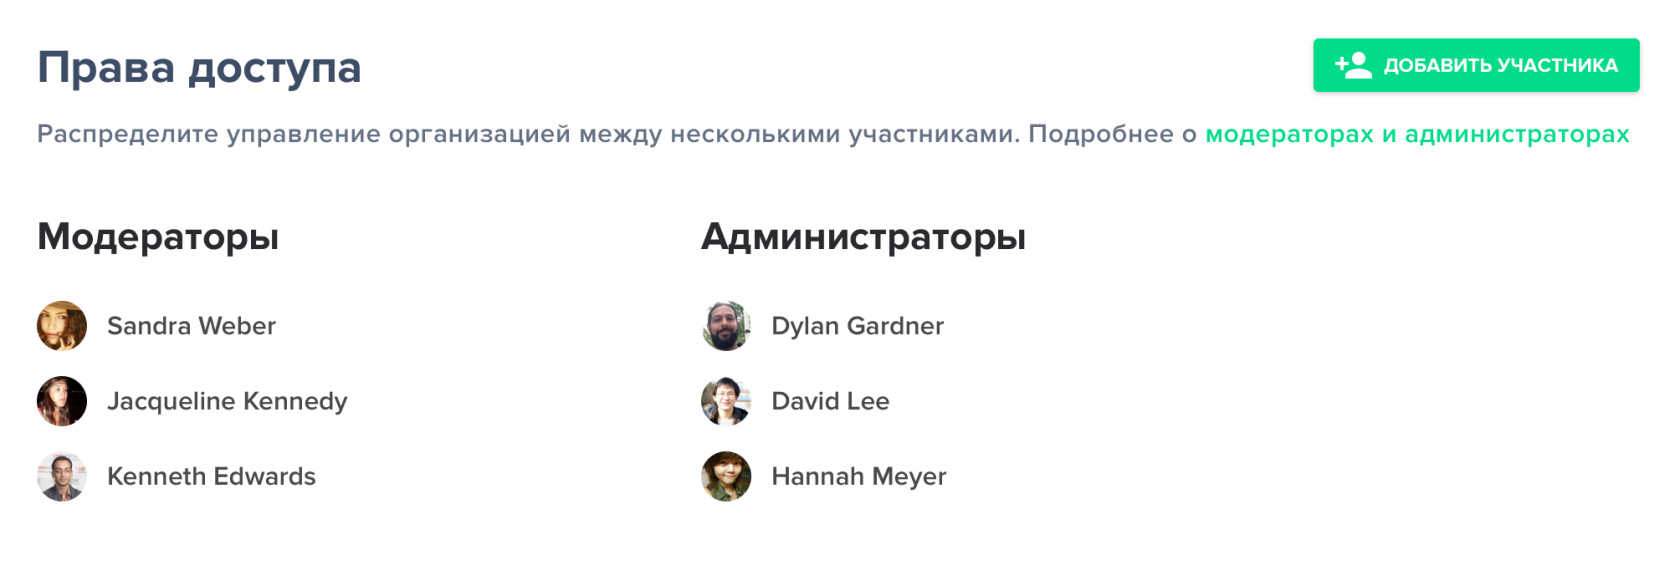 Права доступа
ДОБАВИТЬ УЧАСТНИКА
Распределите управление организацией между несколькими участниками. Подробнее о модераторах и администраторах
Модераторы
Sandra Weber
Jacqueline Kennedy
Kenneth Edwards
Администраторы
Dylan Gardner
David Lee
Hannah Meyer